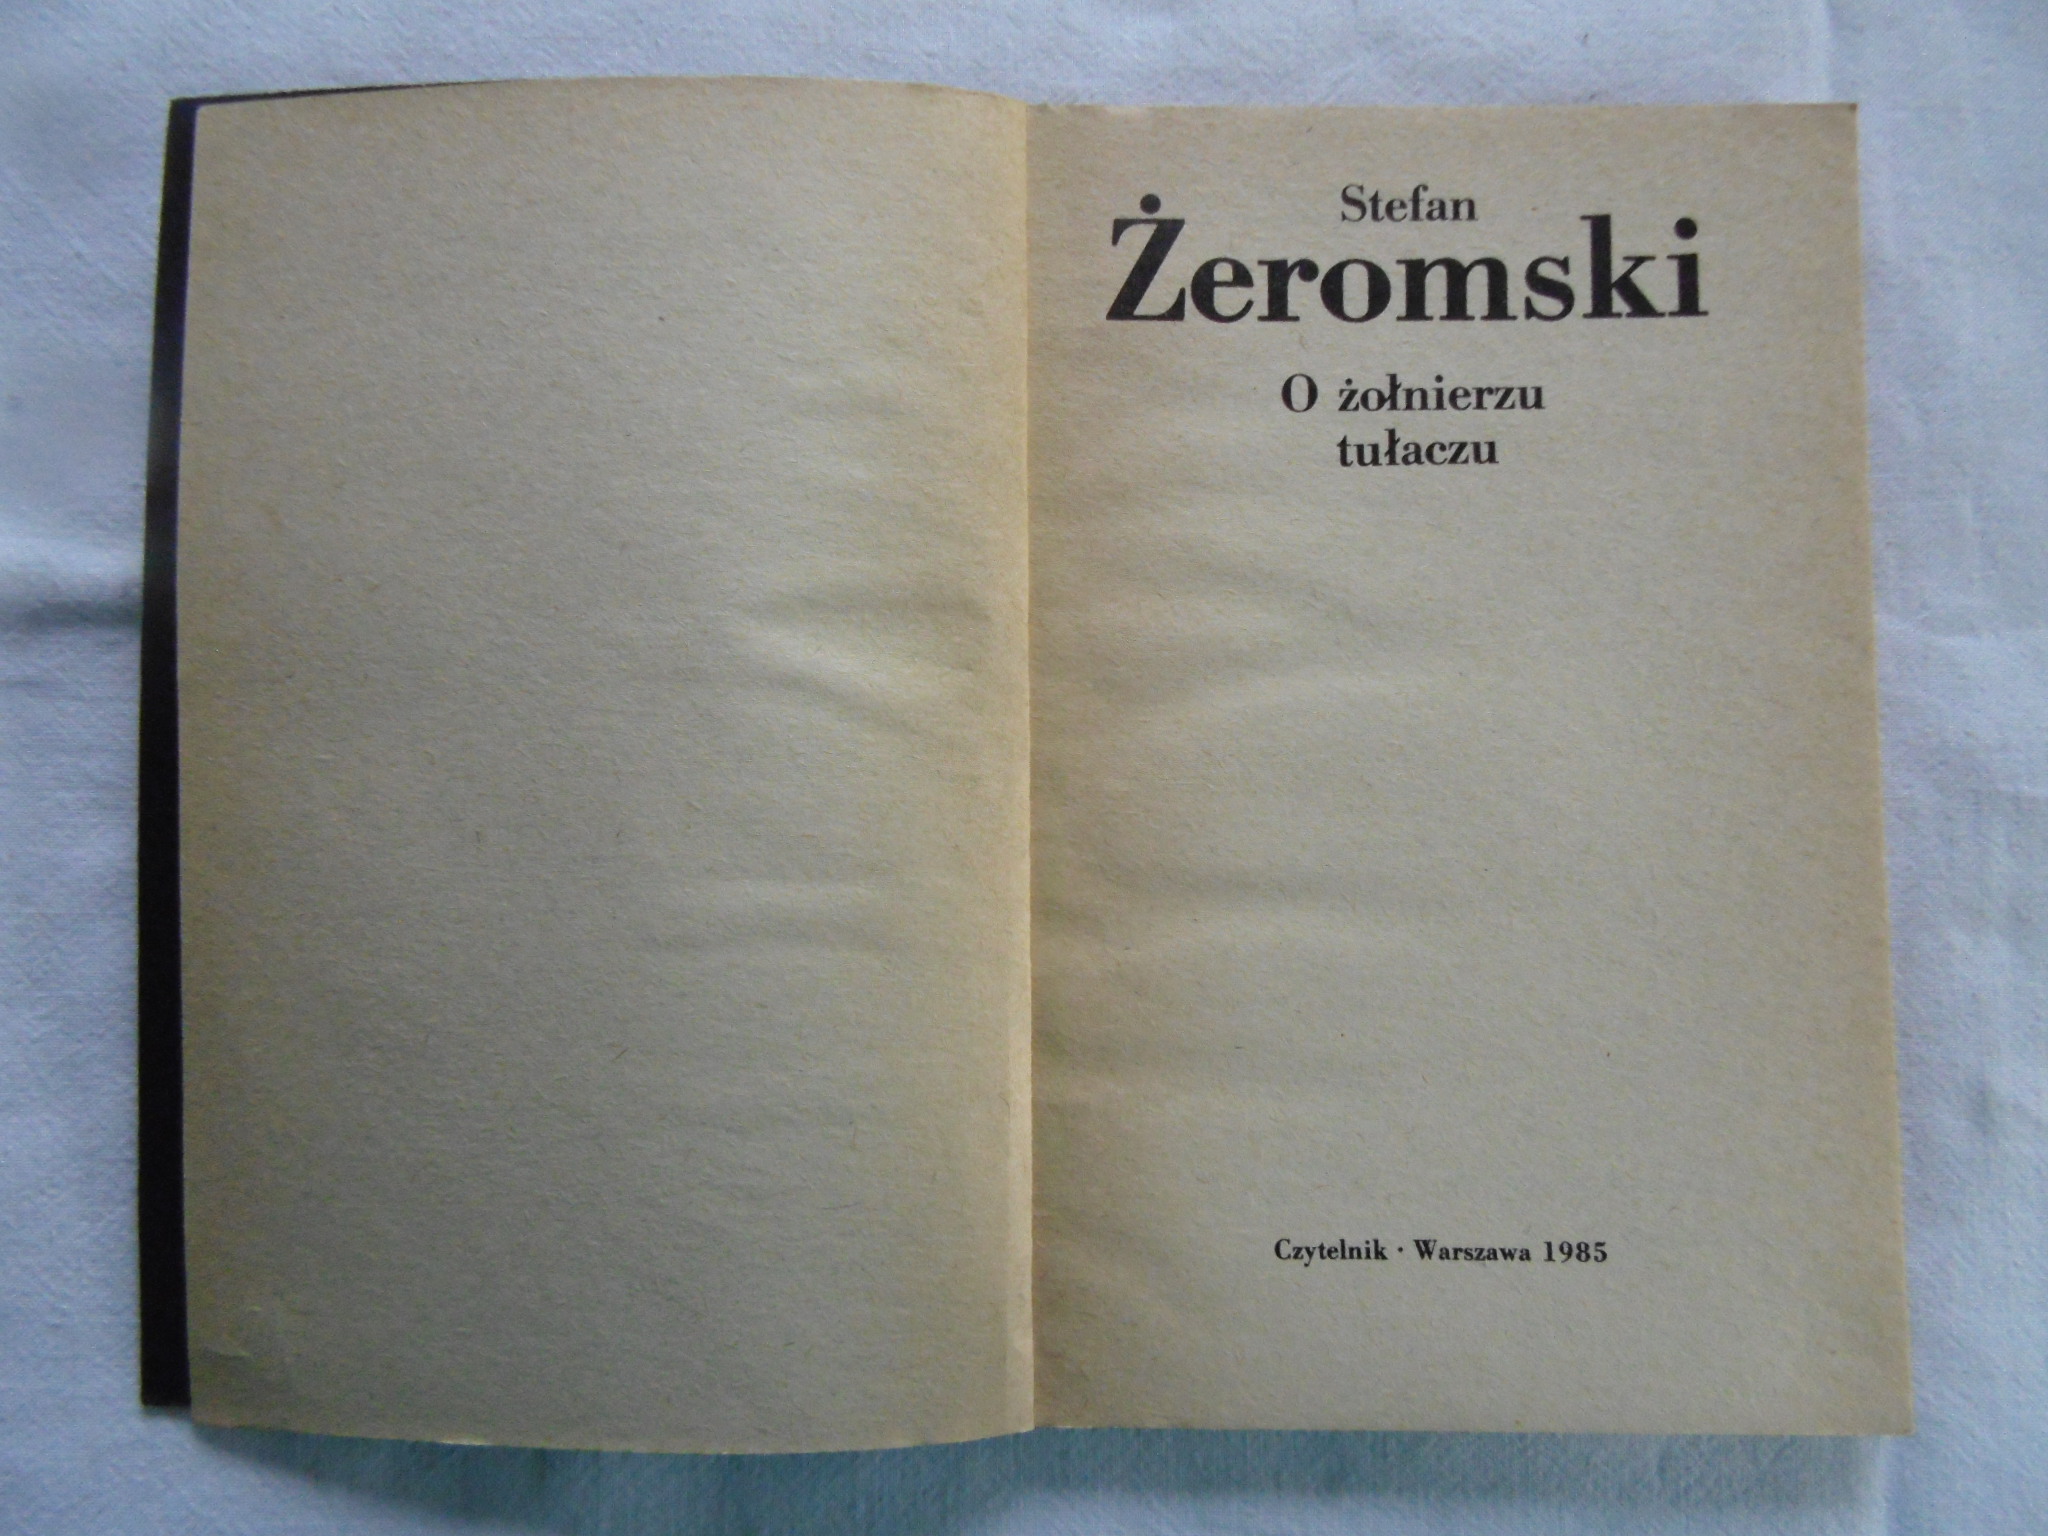 Stefan
Żeromski
O żołnierzu
tułaczu
Czytelnik · Warszawa 1985